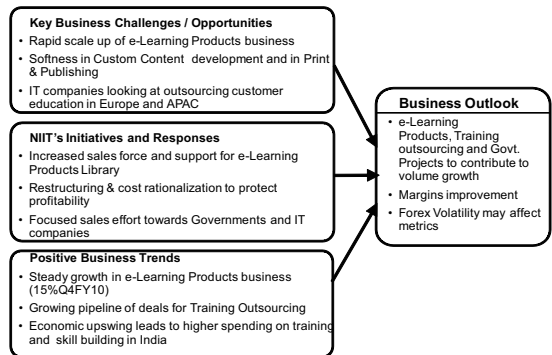 Key Business Challenges / Opportunities
• Rapid scale up of e-Learning Products business
• Softness in Custom Content development and in Print
& Publishing
• IT companies looking at outsourcing customer
education in Europe and APAC
NIIT's Initiatives and Responses
• Increased sales force and support for e-Learning
Products Library
• Restructuring & cost rationalization to protect
profitability
• Focused sales effort towards Governments and IT
companies
Positive Business Trends
• Steady growth in e-Learning Products business
(15%Q4FY10)
• Growing pipeline of deals for Training Outsourcing
• Economic upswing leads to higher spending on training
and skill building in India
Business Outlook
• e-Learning
Products, Training
outsourcing and Govt.
Projects to contribute to
volume growth
• Margins improvement
• Forex Volatility may affect
metrics